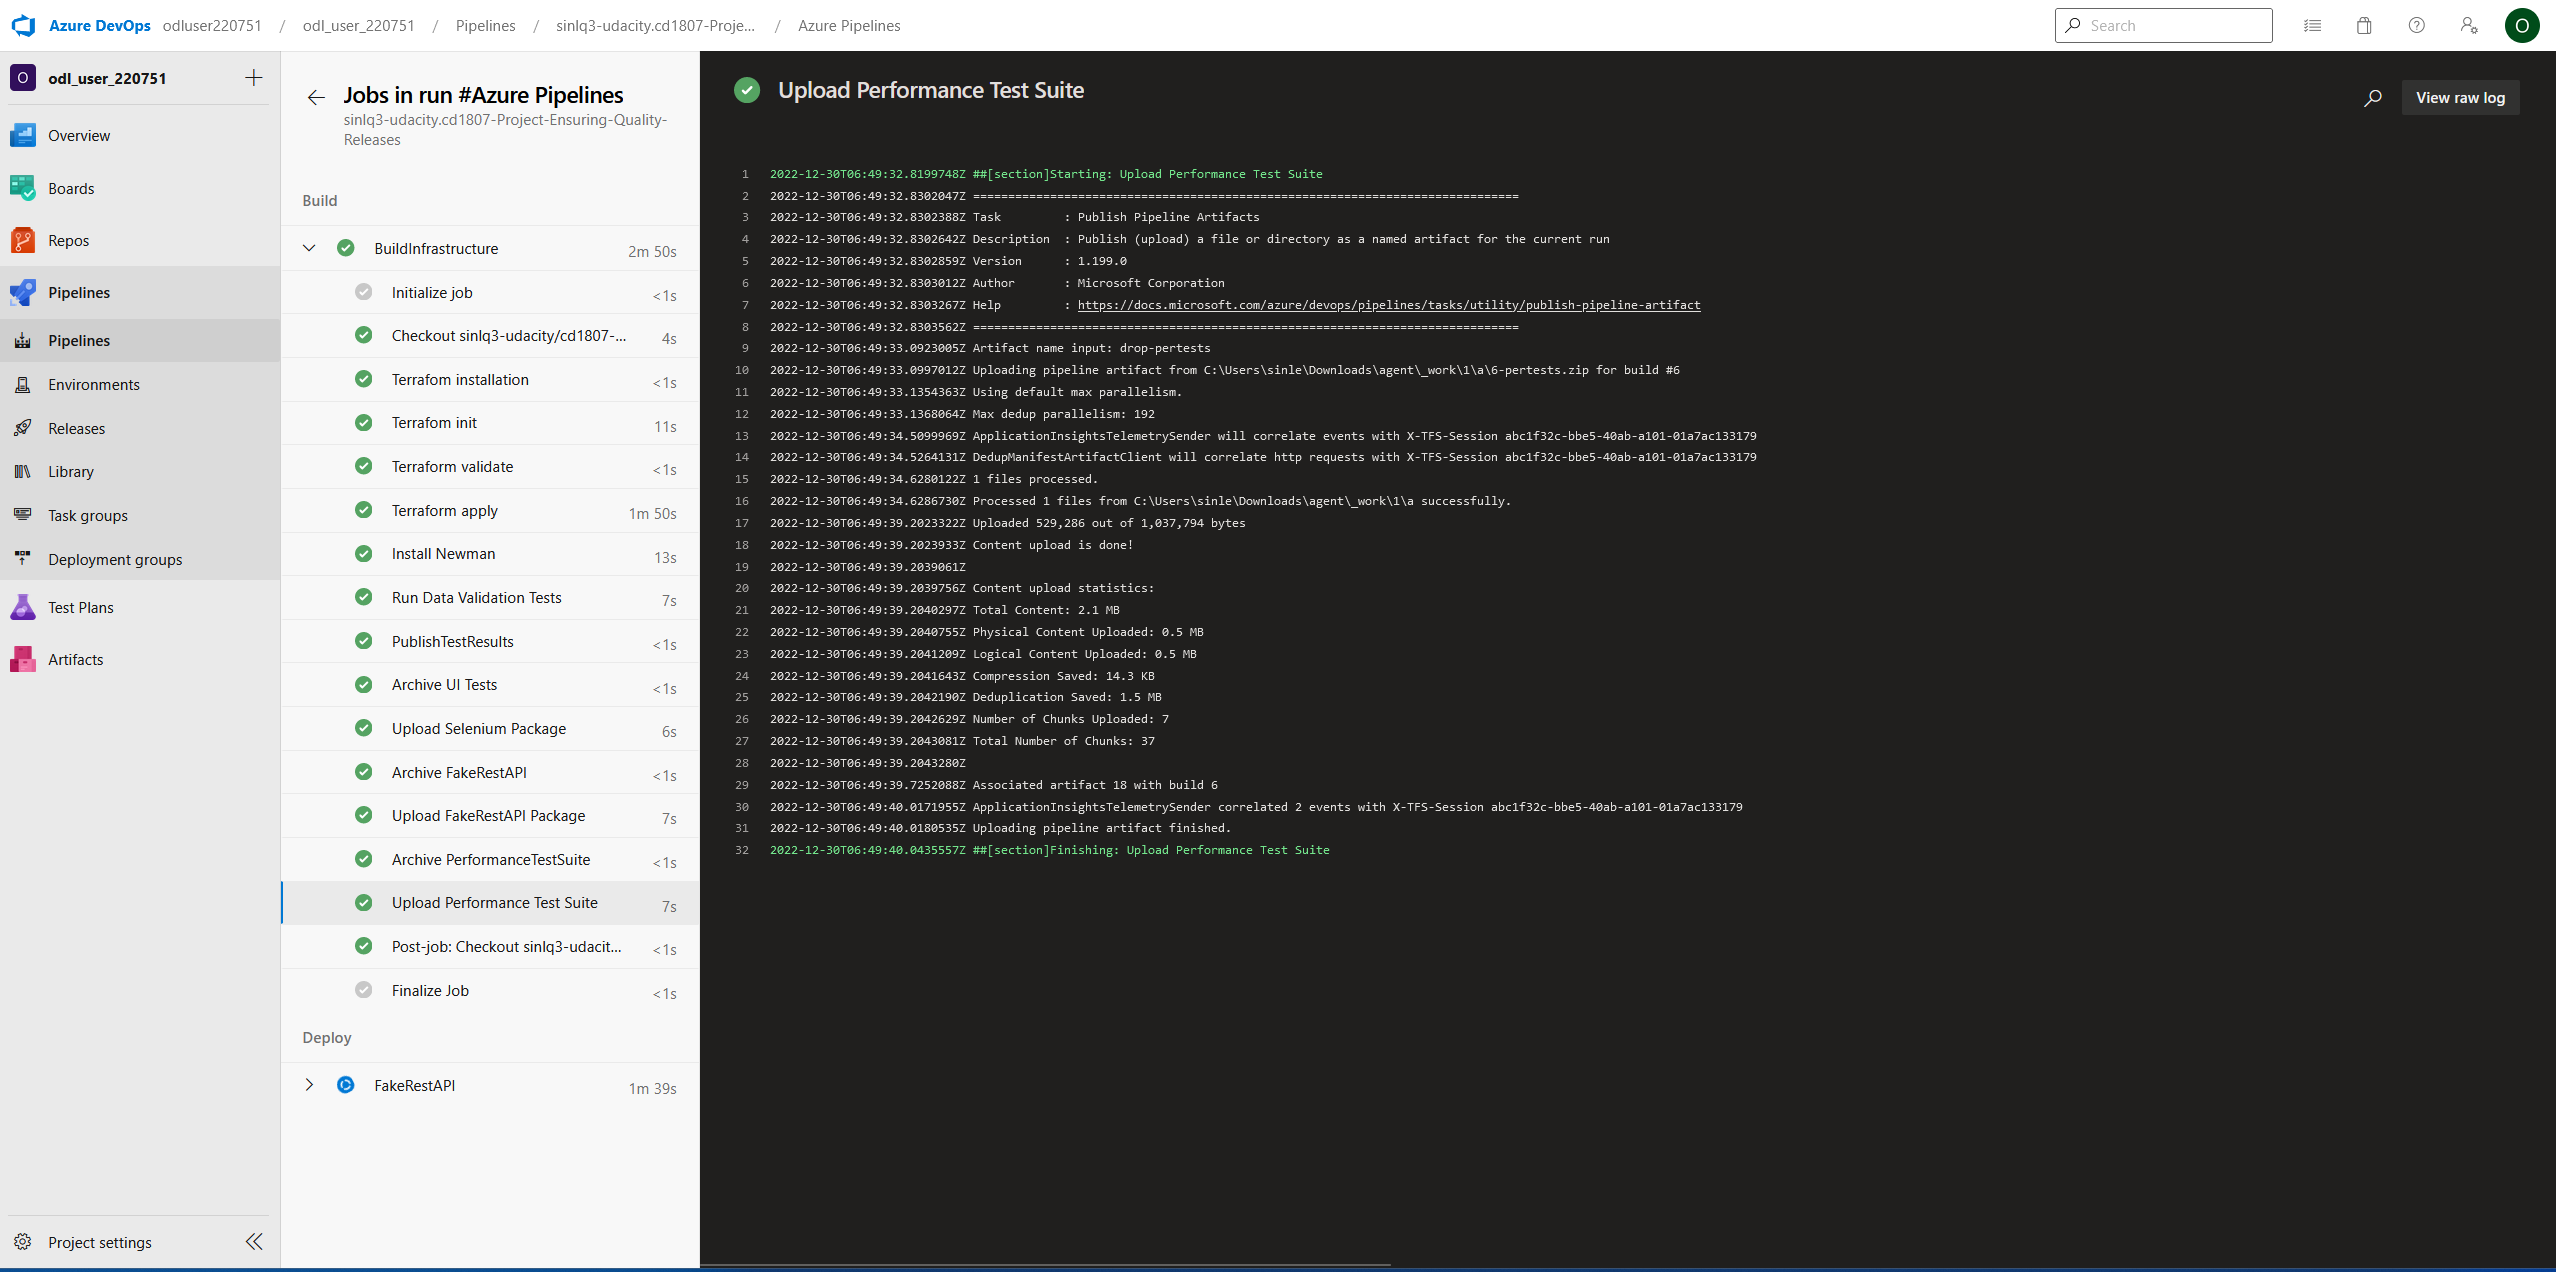 Azure DevOps odluser220751 / odl_user_220751 / Pipelines / sinlq3-udacity.cd1807-Proje... / Azure Pipelines
Search
O
O odl_user_220751
Overview
Boards
Repos
Pipelines
Pipelines
Environments
Releases
Library
Task groups
Deployment groups
Test Plans
Artifacts
Project settings
Jobs in run #Azure Pipelines
sinlq3-udacity.cd1807-Project-Ensuring-Quality-
Releases
Build
BuildInfrastructure 2m 50s
Initialize job <1s
Checkout sinlq3-udacity/cd1807-... 4s
Terrafom installation <1s
Terrafom init 11s
Terraform validate <1s
Terraform apply 1m 50s
Install Newman 13s
Run Data Validation Tests 7s
PublishTestResults <1s
Archive UI Tests <1s
Upload Selenium Package 6s
Archive FakeRestAPI <1s
Upload FakeRestAPI Package 7s
Archive PerformanceTestSuite <1s
Upload Performance Test Suite 7s
Post-job: Checkout sinlq3-udacit... <1s
Finalize Job <1s
Deploy
FakeRestAPI 1m 39s
Upload Performance Test Suite
View raw log
1 2022-12-30T06:49:32.8199748Z ##[section]Starting: Upload Performance Test Suite
2 2022-12-30T06:49:32.8302047Z ==============================================================================
3 2022-12-30T06:49:32.8302388Z Task : Publish Pipeline Artifacts
4 2022-12-30T06:49:32.8302642Z Description : Publish (upload) a file or directory as a named artifact for the current run
5 2022-12-30T06:49:32.8302859Z Version : 1.199.0
6 2022-12-30T06:49:32.8303012Z Author : Microsoft Corporation
7 2022-12-30T06:49:32.8303267Z Help : https://docs.microsoft.com/azure/devops/pipelines/tasks/utility/publish-pipeline-artifact
8 2022-12-30T06:49:32.8303562Z ==============================================================================
9 2022-12-30T06:49:33.0923005Z Artifact name input: drop-pertests
10 2022-12-30T06:49:33.0997012Z Uploading pipeline artifact from C:\Users\sinle\Downloads\agent\_work\1\a\6-pertests.zip for build #6
11 2022-12-30T06:49:33.1354363Z Using default max parallelism.
12 2022-12-30T06:49:33.1368064Z Max dedup parallelism: 192
13 2022-12-30T06:49:34.5099969Z ApplicationInsightsTelemetrySender will correlate events with X-TFS-Session abc1f32c-bbe5-40ab-a101-01a7ac133179
14 2022-12-30T06:49:34.5264131Z DedupManifestArtifactClient will correlate http requests with X-TFS-Session abc1f32c-bbe5-40ab-a101-01a7ac133179
15 2022-12-30T06:49:34.6280122Z 1 files processed.
16 2022-12-30T06:49:34.6286730Z Processed 1 files from C:\Users\sinle\Downloads\agent\_work\1\a successfully.
17 2022-12-30T06:49:39.2023322Z Uploaded 529,286 out of 1,037,794 bytes
18 2022-12-30T06:49:39.2023933Z Content upload is done!
19 2022-12-30T06:49:39.2039061Z
20 2022-12-30T06:49:39.2039756Z Content upload statistics:
21 2022-12-30T06:49:39.2040297Z Total Content: 2.1 MB
22 2022-12-30T06:49:39.2040755Z Physical Content Uploaded: 0.5 MB
23 2022-12-30T06:49:39.2041209Z Logical Content Uploaded: 0.5 MB
24 2022-12-30T06:49:39.2041643Z Compression Saved: 14.3 KB
25 2022-12-30T06:49:39.2042190Z Deduplication Saved: 1.5 MB
26 2022-12-30T06:49:39.2042629Z Number of Chunks Uploaded: 7
27 2022-12-30T06:49:39.2043081Z Total Number of Chunks: 37
28 2022-12-30T06:49:39.2043280Z
29 2022-12-30T06:49:39.7252088Z Associated artifact 18 with build 6
30 2022-12-30T06:49:40.0171955Z ApplicationInsightsTelemetrySender correlated 2 events with X-TFS-Session abc1f32c-bbe5-40ab-a101-01a7ac133179
31 2022-12-30T06:49:40.0180535Z Uploading pipeline artifact finished.
32 2022-12-30T06:49:40.0435557Z ##[section]Finishing: Upload Performance Test Suite